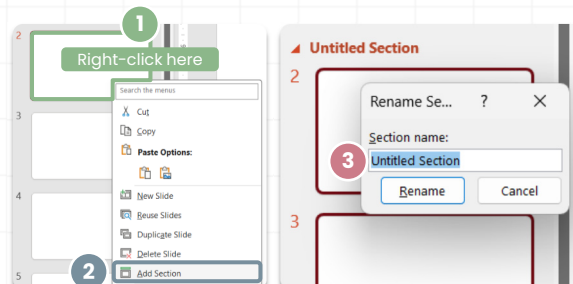 1
2
Right-click here
Search the menus
Cut
3
Copy
Paste Options:
4
New Slide
Reuse Slides
Duplicate Slide
Delete Slide
5
2
Add Section
Untitled Section
2
Rename Se... ? ×
Section name:
3
Untitled Section
Rename
Cancel
3